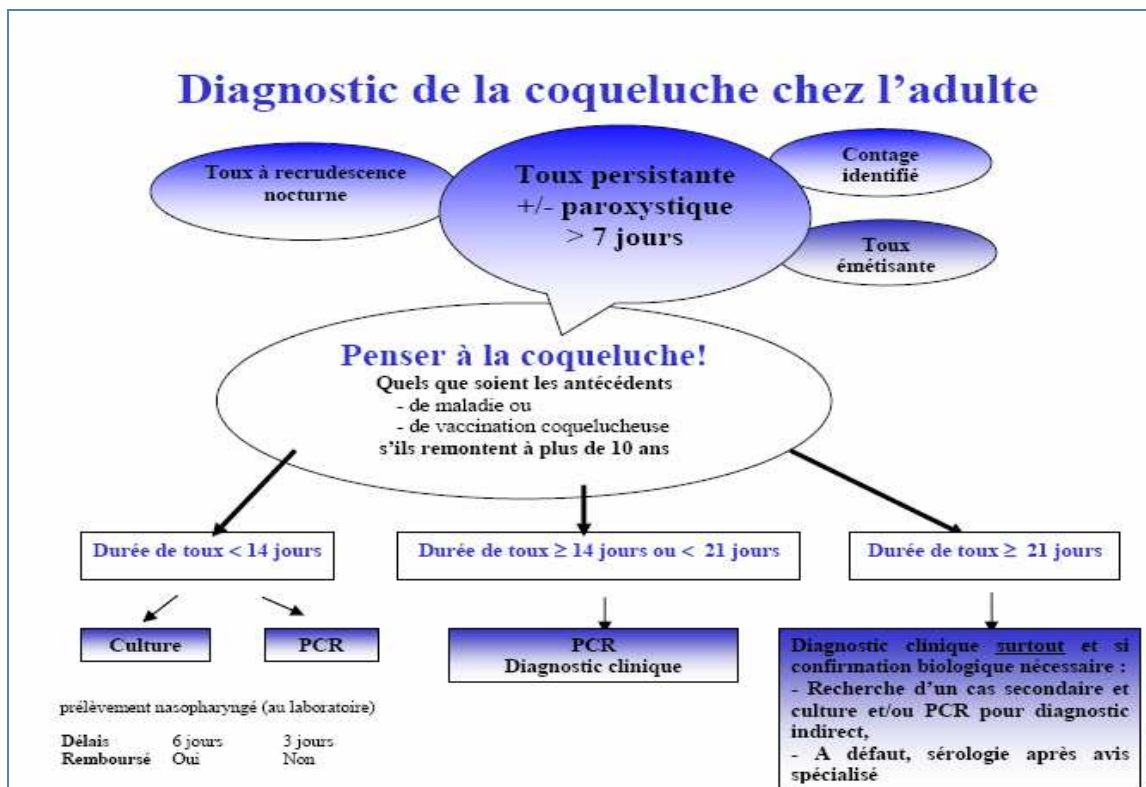 Diagnostic de la coqueluche chez l'adulte
Toux à recrudescence
nocturne
Toux persistante
+/- paroxystique
> 7 jours
Contage
identifié
Toux
émétisante
Penser à la coqueluche!
Quels que soient les antécédents
- de maladie ou
- de vaccination coquelucheuse
s'ils remontent à plus de 10 ans
Durée de toux < 14 jours
Durée de toux ≥ 14 jours ou < 21 jours
Durée de toux ≥ 21 jours
Culture
PCR
PCR
Diagnostic clinique
Diagnostic clinique surtout et si
confirmation biologique nécessaire :
- Recherche d'un cas secondaire et
culture et/ou PCR pour diagnostic
indirect,
- A défaut, sérologie après avis
spécialisé
prélèvement nasopharyngé (au laboratoire)
Délais 6 jours 3 jours
Remboursé Oui Non